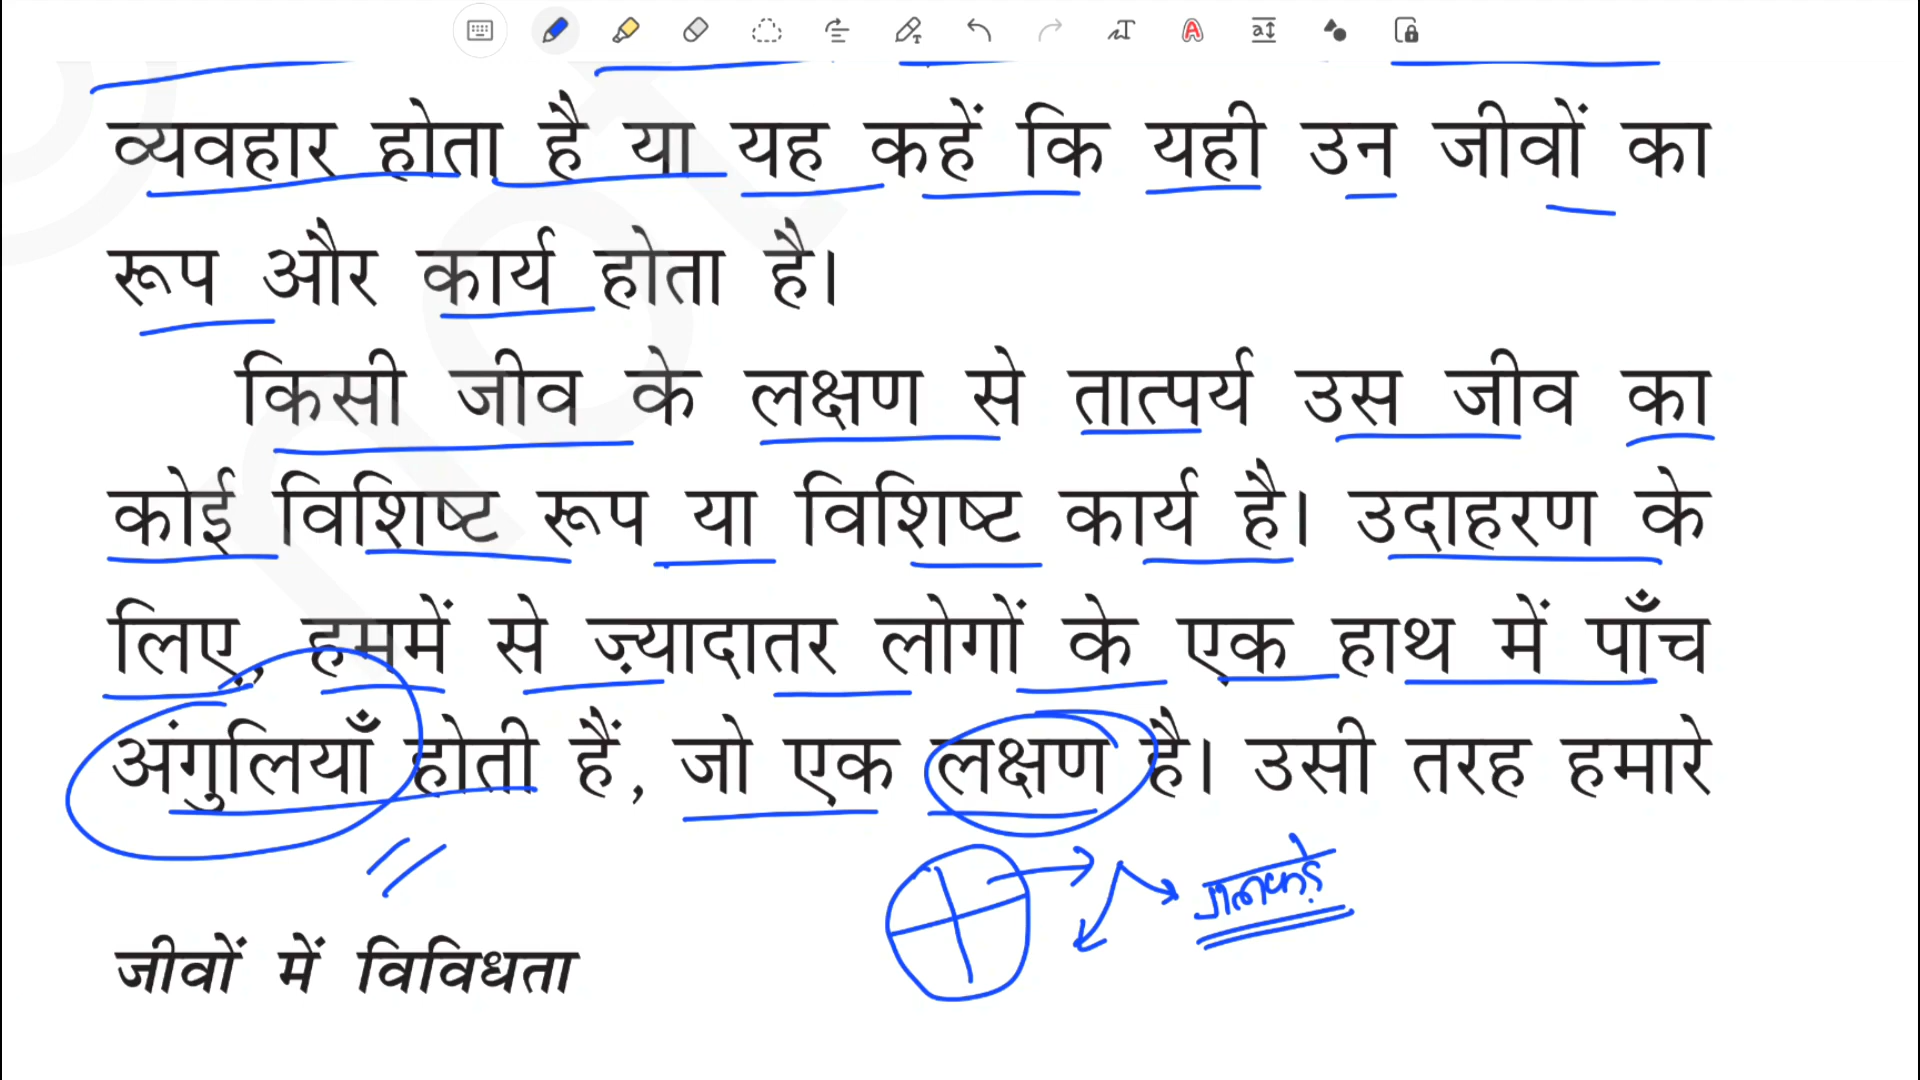 व्यवहार होता है या यह कहें कि यही उन जीवों का
रूप और कार्य होता है।
किसी जीव के लक्षण से तात्पर्य उस जीव का
कोई विशिष्ट रूप या विशिष्ट कार्य है। उदाहरण के
लिए, हममें से ज़्यादातर लोगों के एक हाथ में पाँच
अंगुलियाँ होती हैं, जो एक लक्षण है। उसी तरह हमारे
जीवों में विविधता